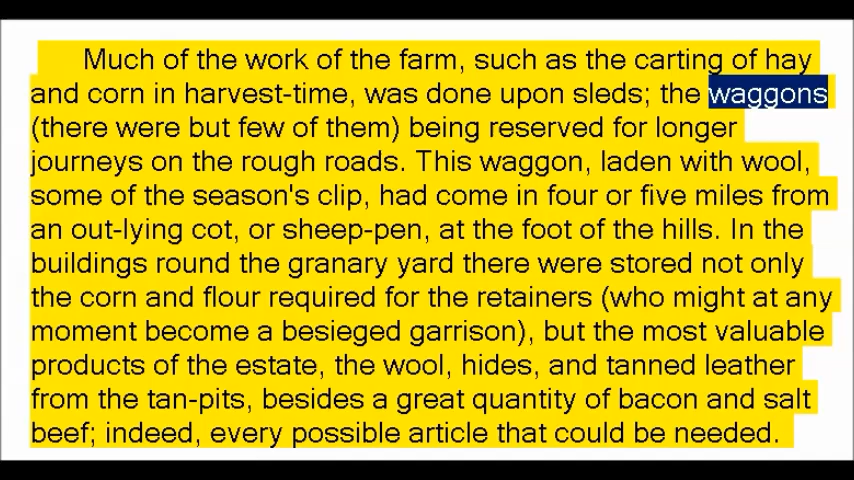 Much of the work of the farm, such as the carting of hay
and corn in harvest-time, was done upon sleds; the waggons
(there were but few of them) being reserved for longer
journeys on the rough roads. This waggon, laden with wool,
some of the season's clip, had come in four or five miles from
an out-lying cot, or sheep-pen, at the foot of the hills. In the
buildings round the granary yard there were stored not only
the corn and flour required for the retainers (who might at any
moment become a besieged garrison), but the most valuable
products of the estate, the wool, hides, and tanned leather
from the tan-pits, besides a great quantity of bacon and salt
beef; indeed, every possible article that could be needed.